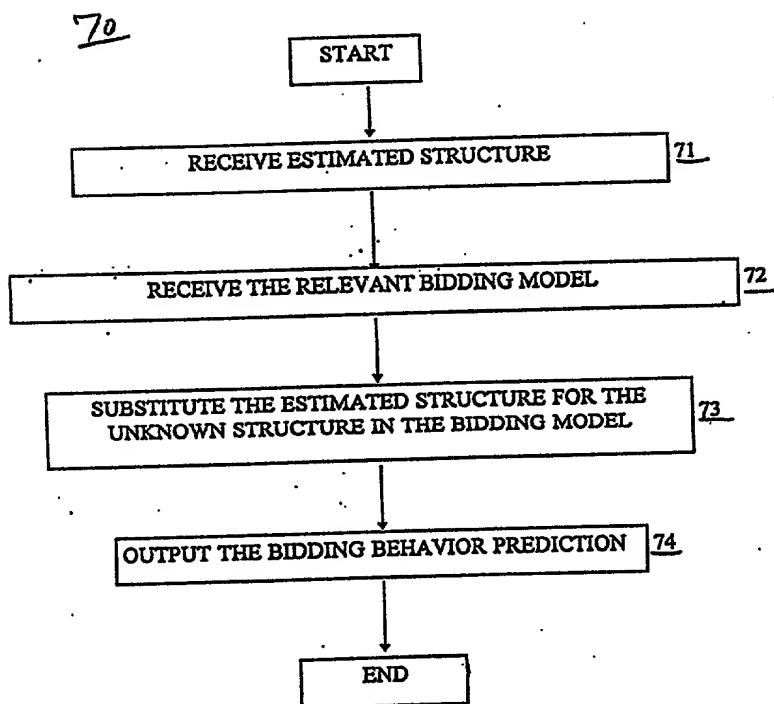 70
START
RECEIVE ESTIMATED STRUCTURE
71
RECEIVE THE RELEVANT BIDDING MODEL
72
SUBSTITUTE THE ESTIMATED STRUCTURE FOR THE
UNKNOWN STRUCTURE IN THE BIDDING MODEL
73
OUTPUT THE BIDDING BEHAVIOR PREDICTION
74
END